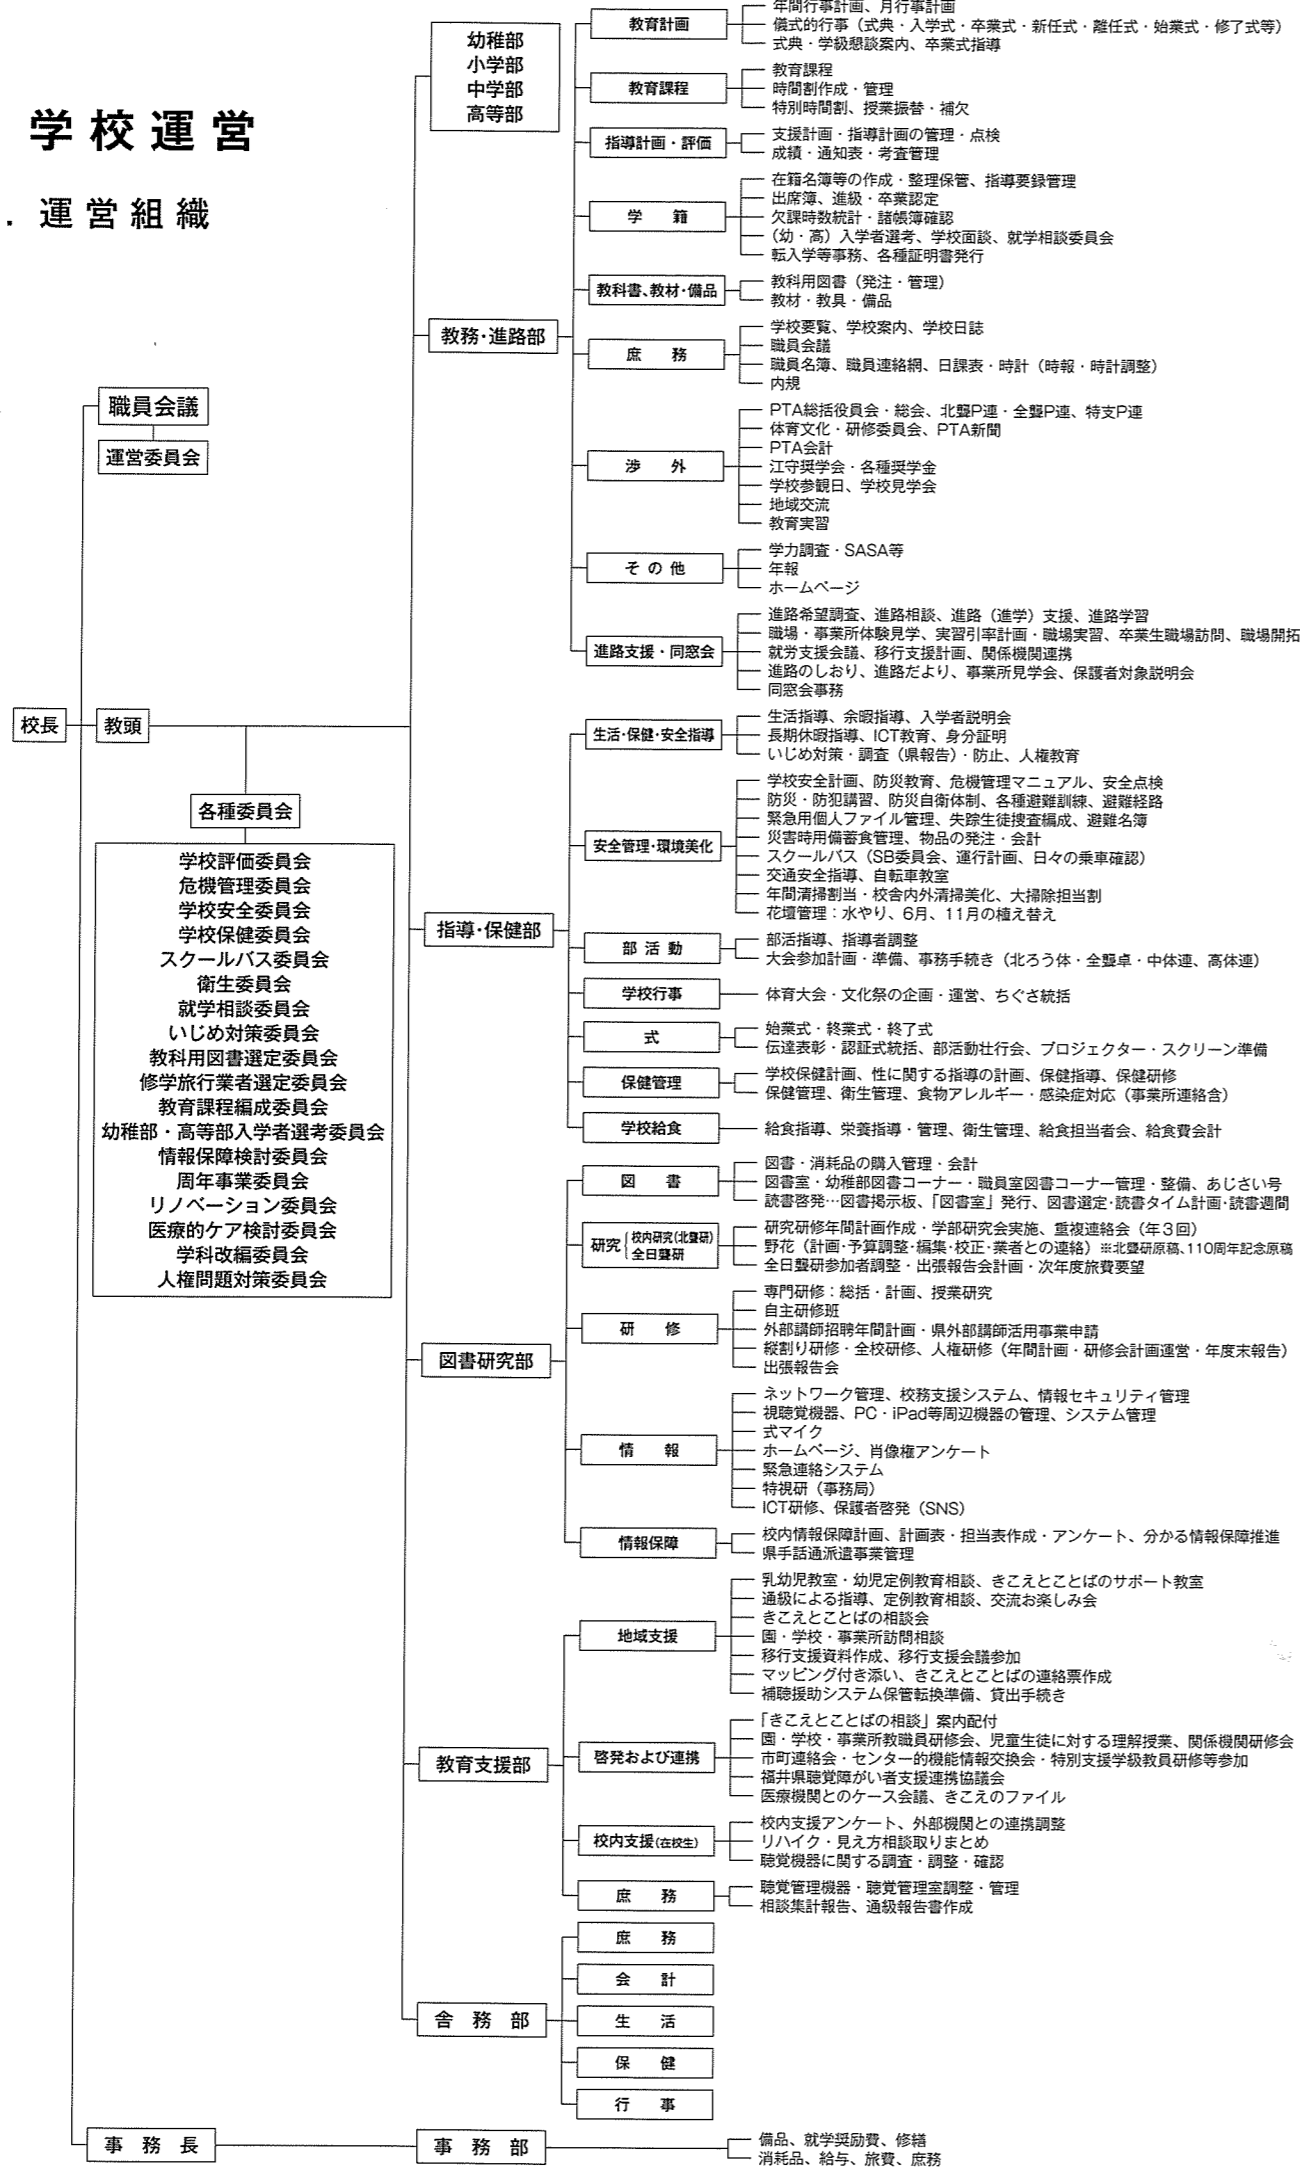 学校運営
．運営組織
校長
職員会議
運営委員会
教頭
各種委員会
学校評価委員会
危機管理委員会
学校安全委員会
学校保健委員会
スクールバス委員会
衛生委員会
就学相談委員会
いじめ対策委員会
教科用図書選定委員会
修学旅行業者選定委員会
教育課程編成委員会
幼稚部・高等部入学者選考委員会
情報保障検討委員会
周年事業委員会
リノベーション委員会
医療的ケア検討委員会
学科改編委員会
人権問題対策委員会
幼稚部
小学部
中学部
高等部
教務・進路部
教育計画
年間行事計画、月行事計画
儀式的行事（式典・入学式・卒業式・新任式・離任式・始業式・修了式等）
式典・学級懇談案内、卒業式指導
教育課程
教育課程
時間割作成・管理
特別時間割、授業振替・補欠
指導計画・評価
支援計画・指導計画の管理・点検
成績・通知表・考査管理
学　籍
在籍名簿等の作成・整理保管、指導要録管理
出席簿、進級・卒業認定
欠課時数統計・諸帳簿確認
（幼・高）入学者選考、学校面談、就学相談委員会
転入学等事務、各種証明書発行
教科書、教材・備品
教科用図書（発注・管理）
教材・教具・備品
庶　務
学校要覧、学校案内、学校日誌
職員会議
職員名簿、職員連絡網、日課表・時計（時報・時計調整）
内規
渉　外
PTA総括役員会・総会、北聾P連・全聾P連、特支P連
体育文化・研修委員会、PTA新聞
PTA会計
江守奨学会・各種奨学金
学校参観日、学校見学会
地域交流
教育実習
その他
学力調査・SASA等
年報
ホームページ
進路支援・同窓会
進路希望調査、進路相談、進路（進学）支援、進路学習
職場・事業所体験見学、実習引率計画・職場実習、卒業生職場訪問、職場開拓
就労支援会議、移行支援計画、関係機関連携
進路のしおり、進路だより、事業所見学会、保護者対象説明会
同窓会事務
指導・保健部
生活・保健・安全指導
生活指導、余暇指導、入学者説明会
長期休暇指導、ICT教育、身分証明
いじめ対策・調査（県報告）・防止、人権教育
安全管理・環境美化
学校安全計画、防災教育、危機管理マニュアル、安全点検
防災・防犯講習、防災自衛体制、各種避難訓練、避難経路
緊急用個人ファイル管理、失踪生徒捜査編成、避難名簿
災害時用備蓄食管理、物品の発注・会計
スクールバス（SB委員会、運行計画、日々の乗車確認）
交通安全指導、自転車教室
年間清掃割当・校舎内外清掃美化、大掃除担当割
花壇管理：水やり、6月、11月の植え替え
部活動
部活指導、指導者調整
大会参加計画・準備、事務手続き（北ろう体・全聾卓・中体連、高体連）
学校行事
体育大会・文化祭の企画・運営、ちぐさ統括
式
始業式・終業式・終了式
伝達表彰・認証式統括、部活動壮行会、プロジェクター・スクリーン準備
保健管理
学校保健計画、性に関する指導の計画、保健指導、保健研修
保健管理、衛生管理、食物アレルギー・感染症対応（事業所連絡含）
学校給食
給食指導、栄養指導・管理、衛生管理、給食担当者会、給食費会計
図書研究部
図　書
図書・消耗品の購入管理・会計
図書室・幼稚部図書コーナー・職員室図書コーナー管理・整備、あじさい号
読書啓発…図書掲示板、「図書室」発行、図書選定・読書タイム計画・読書週間
研究 校内研究（北聾研）
全日聾研
研究研修年間計画作成・学部研究会実施、重複連絡会（年３回）
野花（計画・予算調整・編集・校正・業者との連絡）※北聾研原稿、110周年記念原稿
全日聾研参加者調整・出張報告会計画・次年度旅費要望
研　修
専門研修：総括・計画、授業研究
自主研修班
外部講師招聘年間計画・県外部講師活用事業申請
縦割り研修・全校研修、人権研修（年間計画・研修会計画運営・年度末報告）
出張報告会
情　報
ネットワーク管理、校務支援システム、情報セキュリティ管理
視聴覚機器、PC・iPad等周辺機器の管理、システム管理
式マイク
ホームページ、肖像権アンケート
緊急連絡システム
特視研（事務局）
ICT研修、保護者啓発（SNS）
情報保障
校内情報保障計画、計画表・担当表作成・アンケート、分かる情報保障推進
県手話通派遣事業管理
教育支援部
地域支援
乳幼児教室・幼児定例教育相談、きこえとことばのサポート教室
通級による指導、定例教育相談、交流お楽しみ会
きこえとことばの相談会
園・学校・事業所訪問相談
移行支援資料作成、移行支援会議参加
マッピング付き添い、きこえとことばの連絡票作成
補聴援助システム保管転換準備、貸出手続き
啓発および連携
「きこえとことばの相談」案内配付
園・学校・事業所教職員研修会、児童生徒に対する理解授業、関係機関研修会
市町連絡会・センター的機能情報交換会・特別支援学級教員研修等参加
福井県聴覚障がい者支援連携協議会
医療機関とのケース会議、きこえのファイル
校内支援（在校生）
校内支援アンケート、外部機関との連携調整
リハイク・見え方相談取りまとめ
聴覚機器に関する調査・調整・確認
庶　務
聴覚管理機器・聴覚管理室調整・管理
相談集計報告、通級報告書作成
舎務部
庶　務
会　計
生　活
保　健
行　事
事務長
事務部
備品、就学奨励費、修繕
消耗品、給与、旅費、庶務